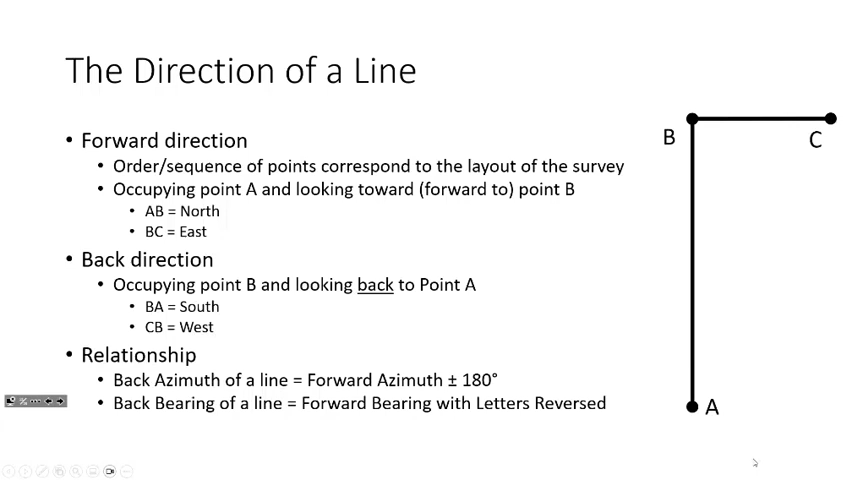 The Direction of a Line
• Forward direction
• Order/sequence of points correspond to the layout of the survey
• Occupying point A and looking toward (forward to) point B
• AB = North
• BC = East
• Back direction
• Occupying point B and looking back to Point A
• BA = South
• CB = West
• Relationship
• Back Azimuth of a line = Forward Azimuth ± 180°
• Back Bearing of a line = Forward Bearing with Letters Reversed
B
C
A